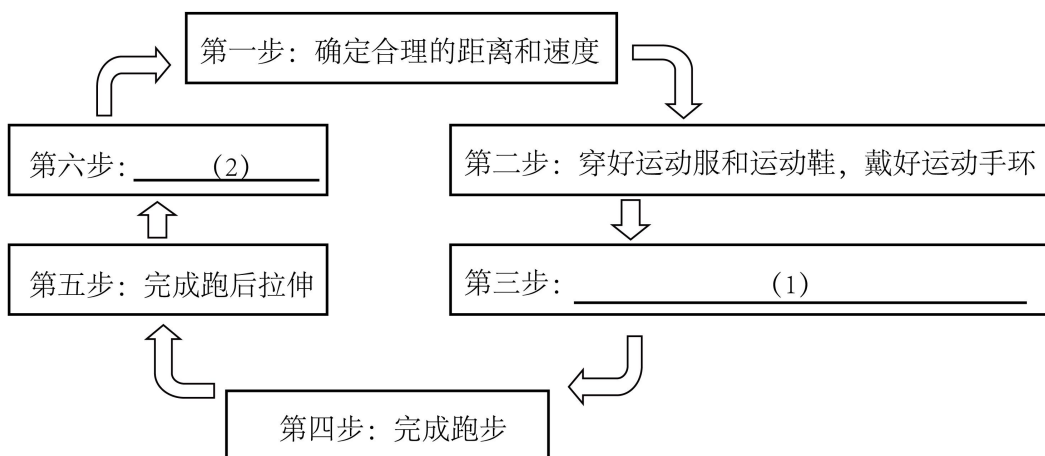 第一步：确定合理的距离和速度
第二步：穿好运动服和运动鞋，戴好运动手环
第三步：(1)
第四步：完成跑步
第五步：完成跑后拉伸
第六步：(2)